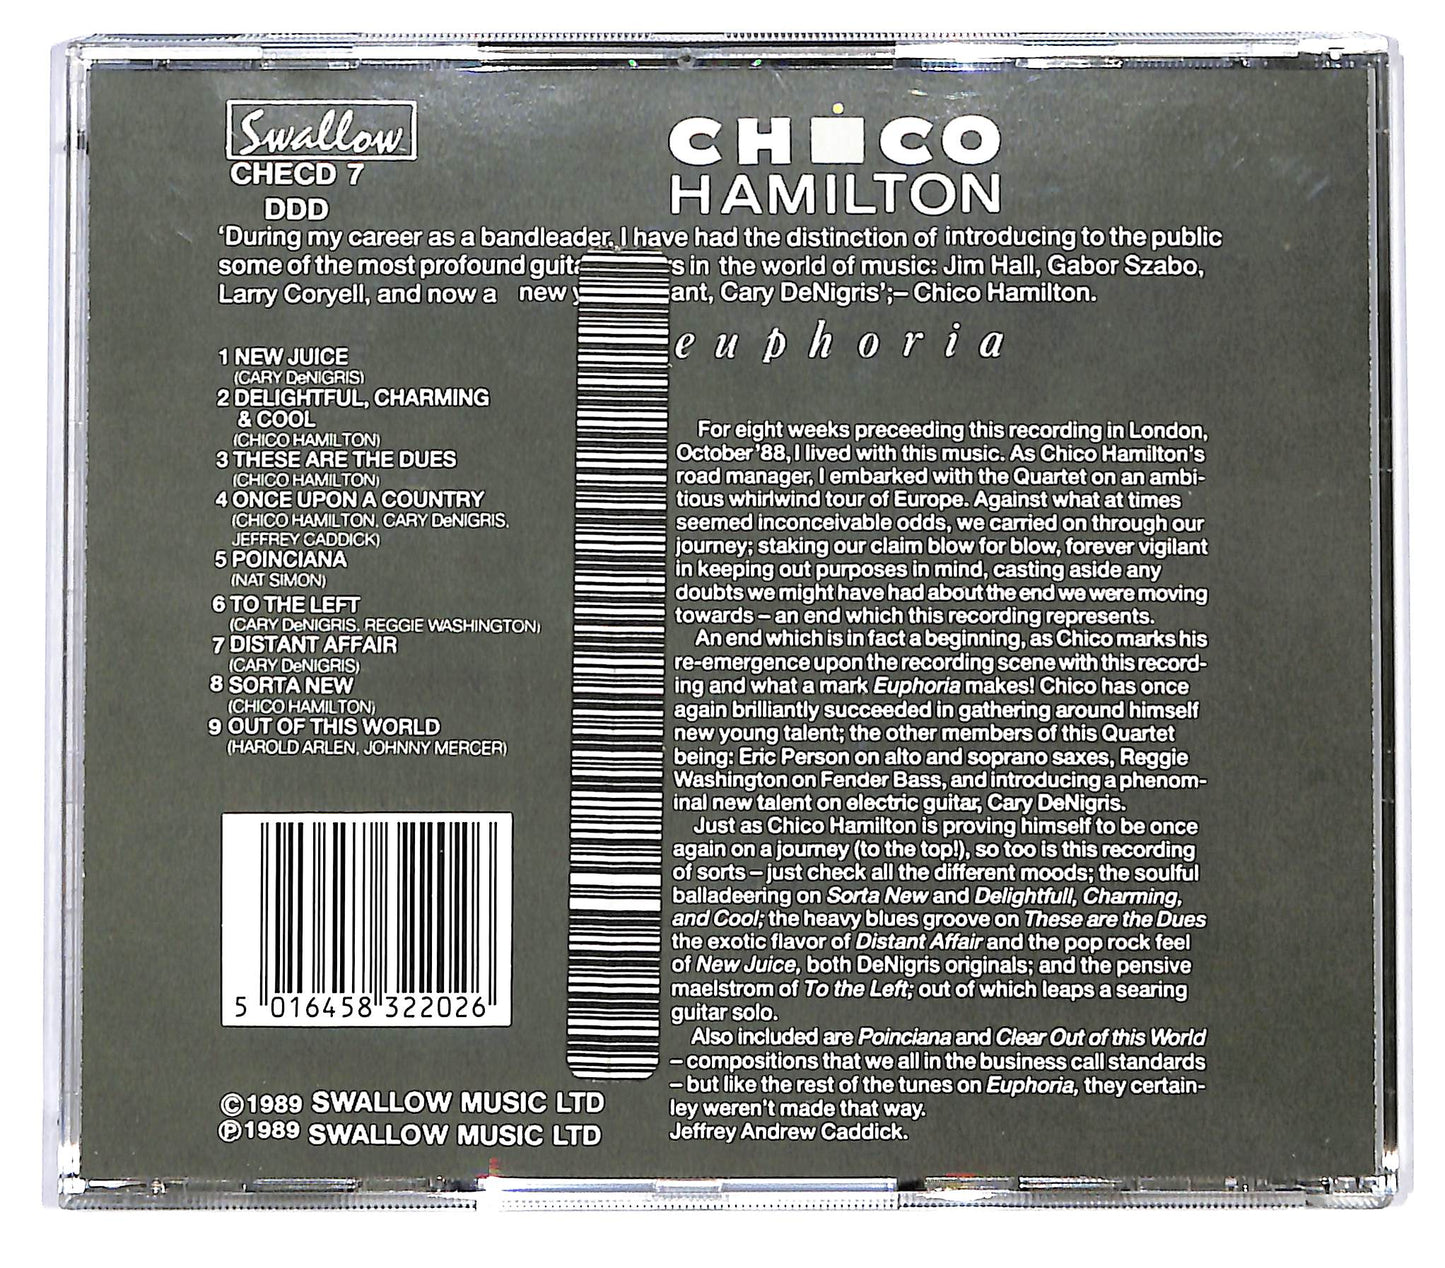 Swallow
CHECD 7
DDD
CHICO
HAMILTON
'During my career as a bandleader, I have had the distinction of introducing to the public
some of the most profound s in the world of music: Jim Hall, Gabor Szabo,
Larry Coryell, and now a new ant, Cary DeNigris';– Chico Hamilton.
euphoria
1 NEW JUICE
(CARY DeNIGRIS)
2 DELIGHTFUL, CHARMING
& COOL
(CHICO HAMILTON)
3 THESE ARE THE DUES
(CHICO HAMILTON)
4 ONCE UPON A COUNTRY
(CHICO HAMILTON, CARY DeNIGRIS,
JEFFREY CADDICK)
5 POINCIANA
(NAT SIMON)
6 TO THE LEFT
(CARY DeNIGRIS, REGGIE WASHINGTON)
7 DISTANT AFFAIR
(CARY DeNIGRIS)
8 SORTA NEW
(CHICO HAMILTON)
9 OUT OF THIS WORLD
(HAROLD ARLEN, JOHNNY MERCER)
5 016458 322026
©1989 SWALLOW MUSIC LTD
℗1989 SWALLOW MUSIC LTD
For eight weeks preceeding this recording in London,
October '88, I lived with this music. As Chico Hamilton's
road manager, I embarked with the Quartet on an ambi-
tious whirlwind tour of Europe. Against what at times
seemed inconceivable odds, we carried on through our
journey; staking our claim blow for blow, forever vigilant
in keeping out purposes in mind, casting aside any
doubts we might have had about the end we were moving
towards – an end which this recording represents.
An end which is in fact a beginning, as Chico marks his
re-emergence upon the recording scene with this record-
ing and what a mark Euphoria makes! Chico has once
again brilliantly succeeded in gathering around himself
new young talent; the other members of this Quartet
being: Eric Person on alto and soprano saxes, Reggie
Washington on Fender Bass, and introducing a phenom-
inal new talent on electric guitar, Cary DeNigris.
Just as Chico Hamilton is proving himself to be once
again on a journey (to the top!), so too is this recording
of sorts – just check all the different moods; the soulful
balladeering on Sorta New and Delightfull, Charming,
and Cool; the heavy blues groove on These are the Dues
the exotic flavor of Distant Affair and the pop rock feel
of New Juice, both DeNigris originals; and the pensive
maelstrom of To the Left; out of which leaps a searing
guitar solo.
Also included are Poinciana and Clear Out of this World
– compositions that we all in the business call standards
– but like the rest of the tunes on Euphoria, they certain-
ley weren't made that way.
Jeffrey Andrew Caddick.